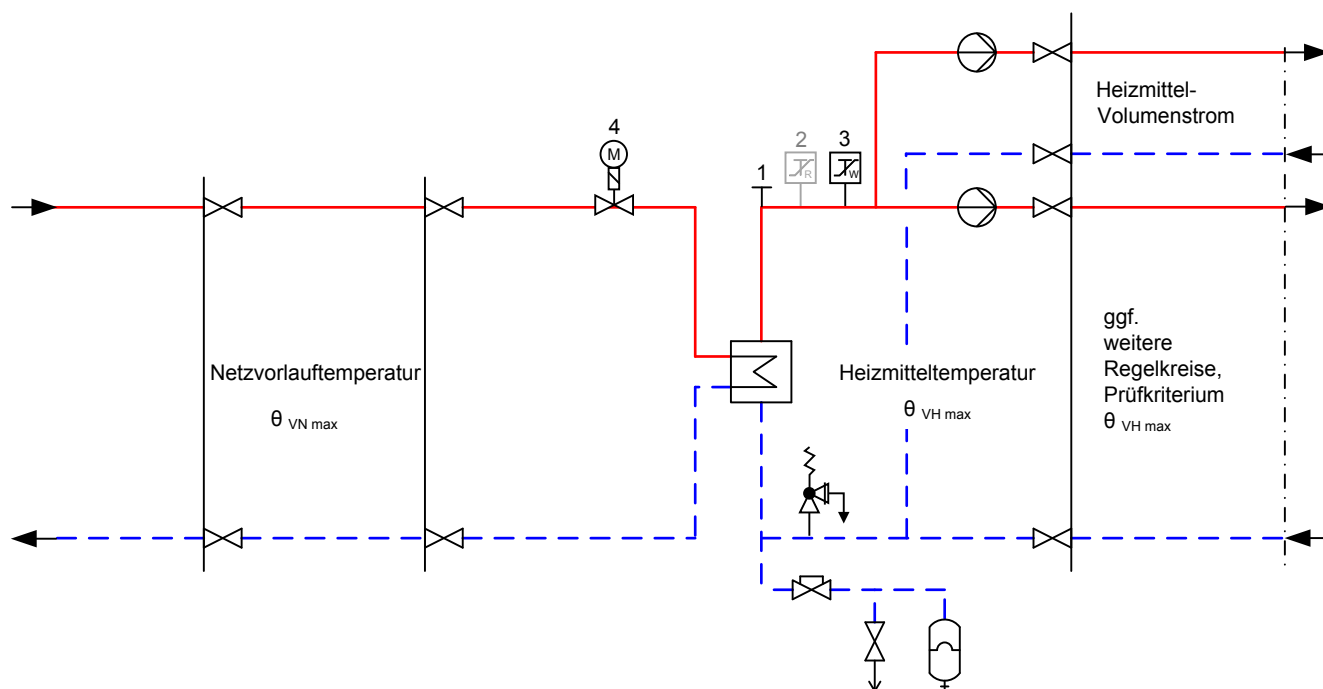 4
M
2
3
1
R
W
Heizmittel-
Volumenstrom
Netzvorlauftemperatur
θ VN max
Heizmitteltemperatur
θ VH max
ggf.
weitere
Regelkreise,
Prüfkriterium
θ VH max